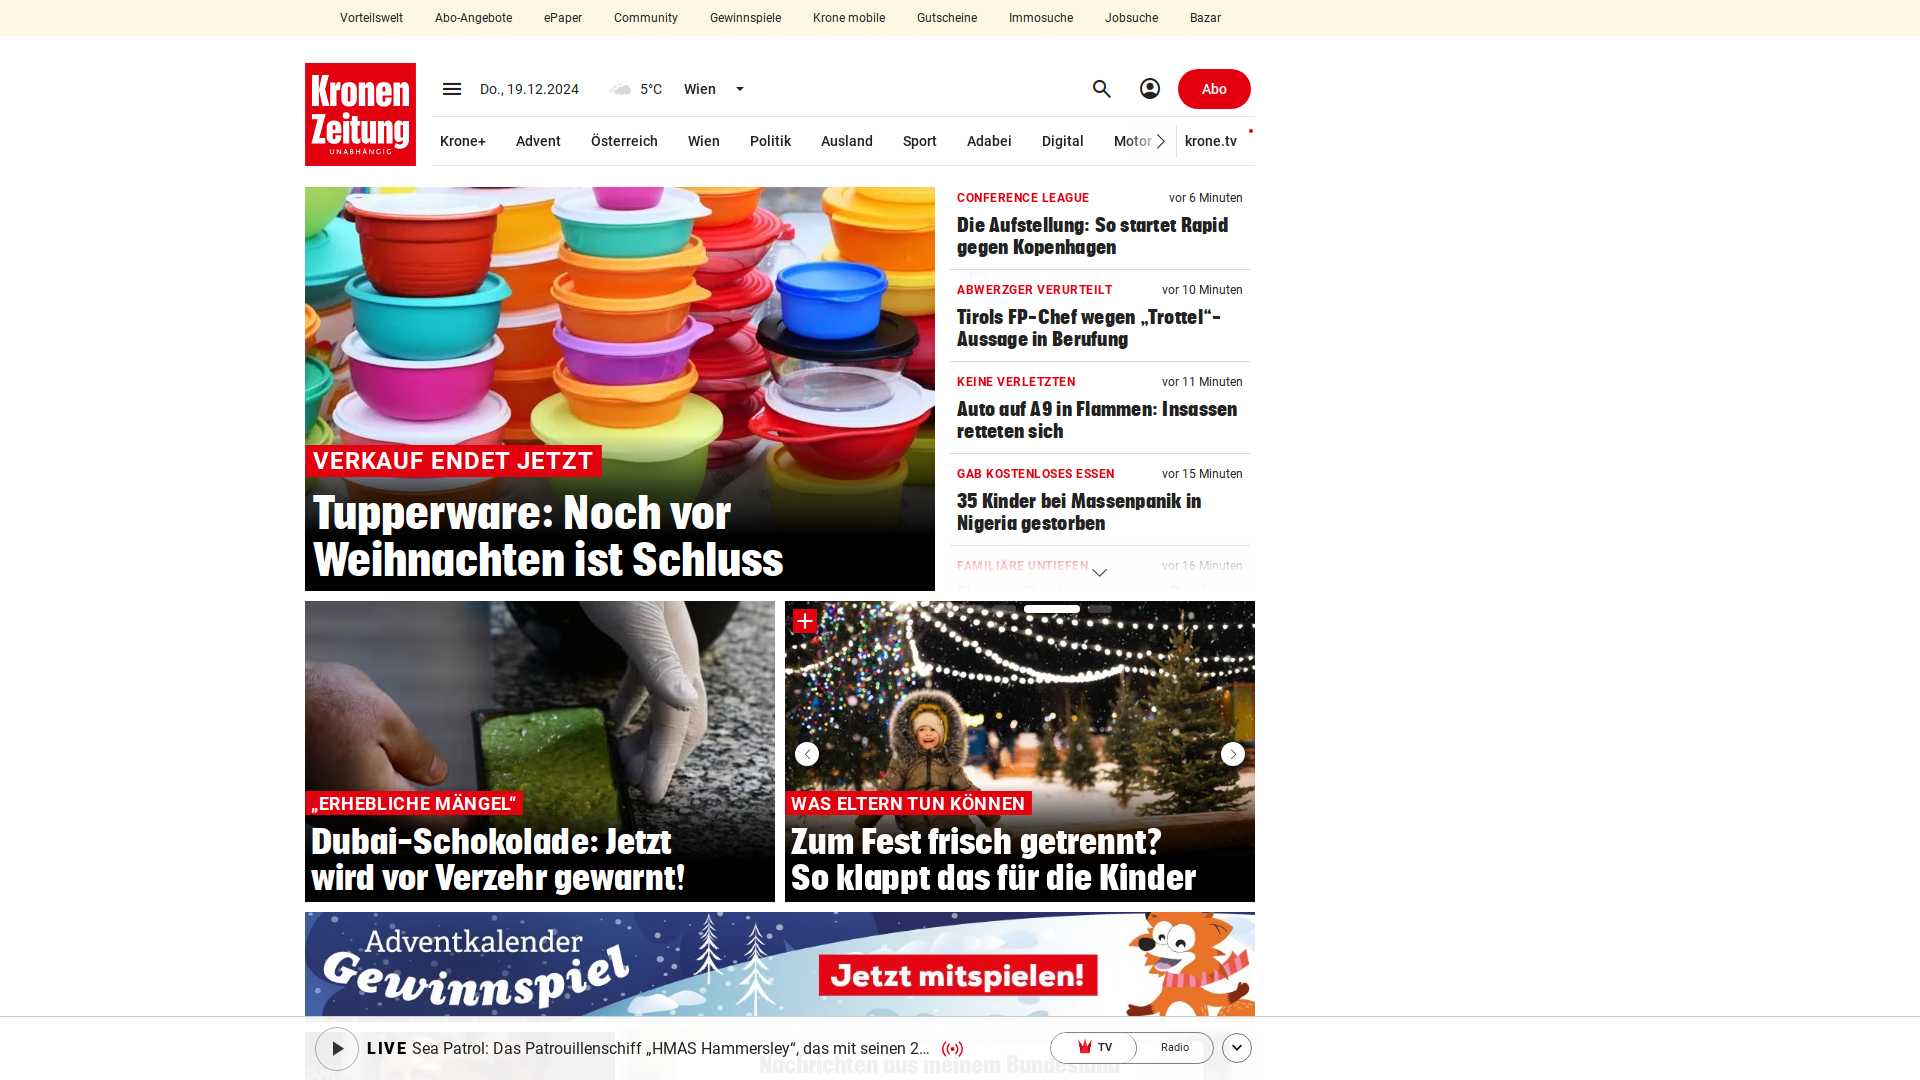 Vorteilswelt Abo-Angebote ePaper Community Gewinnspiele Krone mobile Gutscheine Immosuche Jobsuche Bazar
Kronen
Zeitung
UNABHÄNGIG
Do., 19.12.2024 5°C Wien Abo
Krone+ Advent Österreich Wien Politik Ausland Sport Adabei Digital Motor krone.tv
VERKAUF ENDET JETZT
Tupperware: Noch vor
Weihnachten ist Schluss
CONFERENCE LEAGUE vor 6 Minuten
Die Aufstellung: So startet Rapid
gegen Kopenhagen
ABWERZGER VERURTEILT vor 10 Minuten
Tirols FP-Chef wegen „Trottel“-
Aussage in Berufung
KEINE VERLETZTEN vor 11 Minuten
Auto auf A9 in Flammen: Insassen
retteten sich
GAB KOSTENLOSES ESSEN vor 15 Minuten
35 Kinder bei Massenpanik in
Nigeria gestorben
FAMILIÄRE UNTIEFEN vor 16 Minuten
„ERHEBLICHE MÄNGEL“
Dubai-Schokolade: Jetzt
wird vor Verzehr gewarnt!
WAS ELTERN TUN KÖNNEN
Zum Fest frisch getrennt?
So klappt das für die Kinder
Adventkalender
Gewinnspiel
Jetzt mitspielen!
LIVE Sea Patrol: Das Patrouillenschiff „HMAS Hammersley“, das mit seinen 2... TV Radio
Nachrichten aus meinem Bundesland